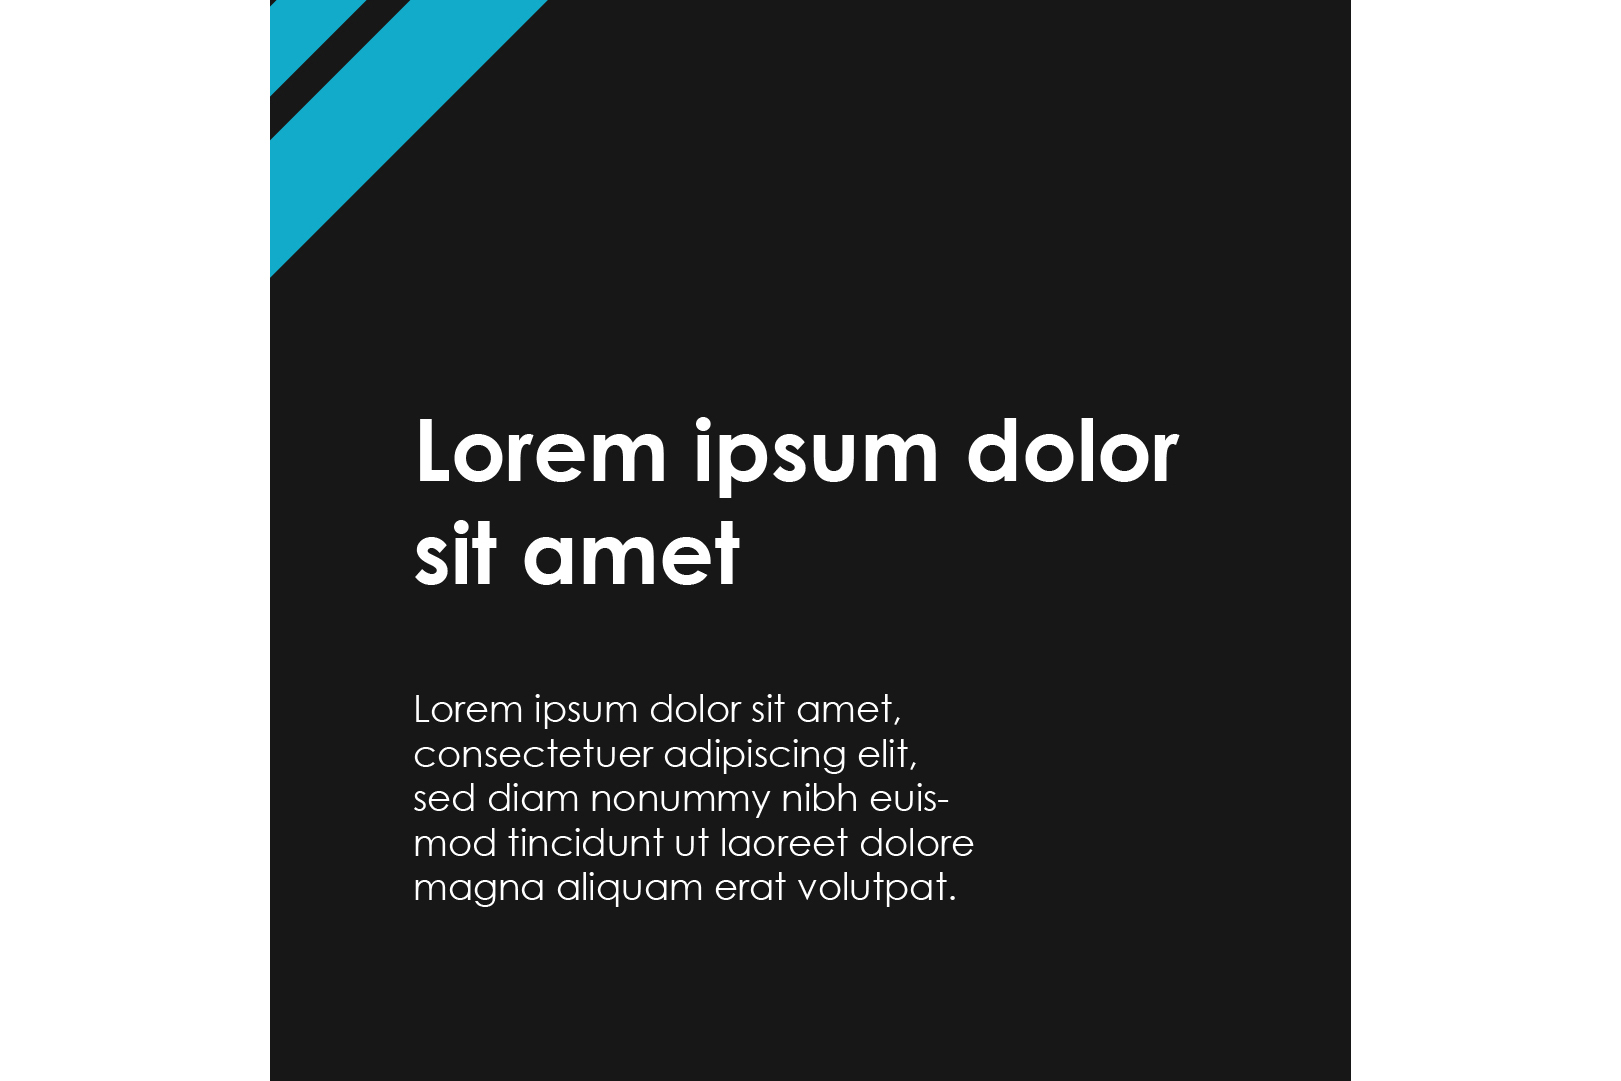 Lorem ipsum dolor
sit amet
Lorem ipsum dolor sit amet,
consectetuer adipiscing elit,
sed diam nonummy nibh euis-
mod tincidunt ut laoreet dolore
magna aliquam erat volutpat.